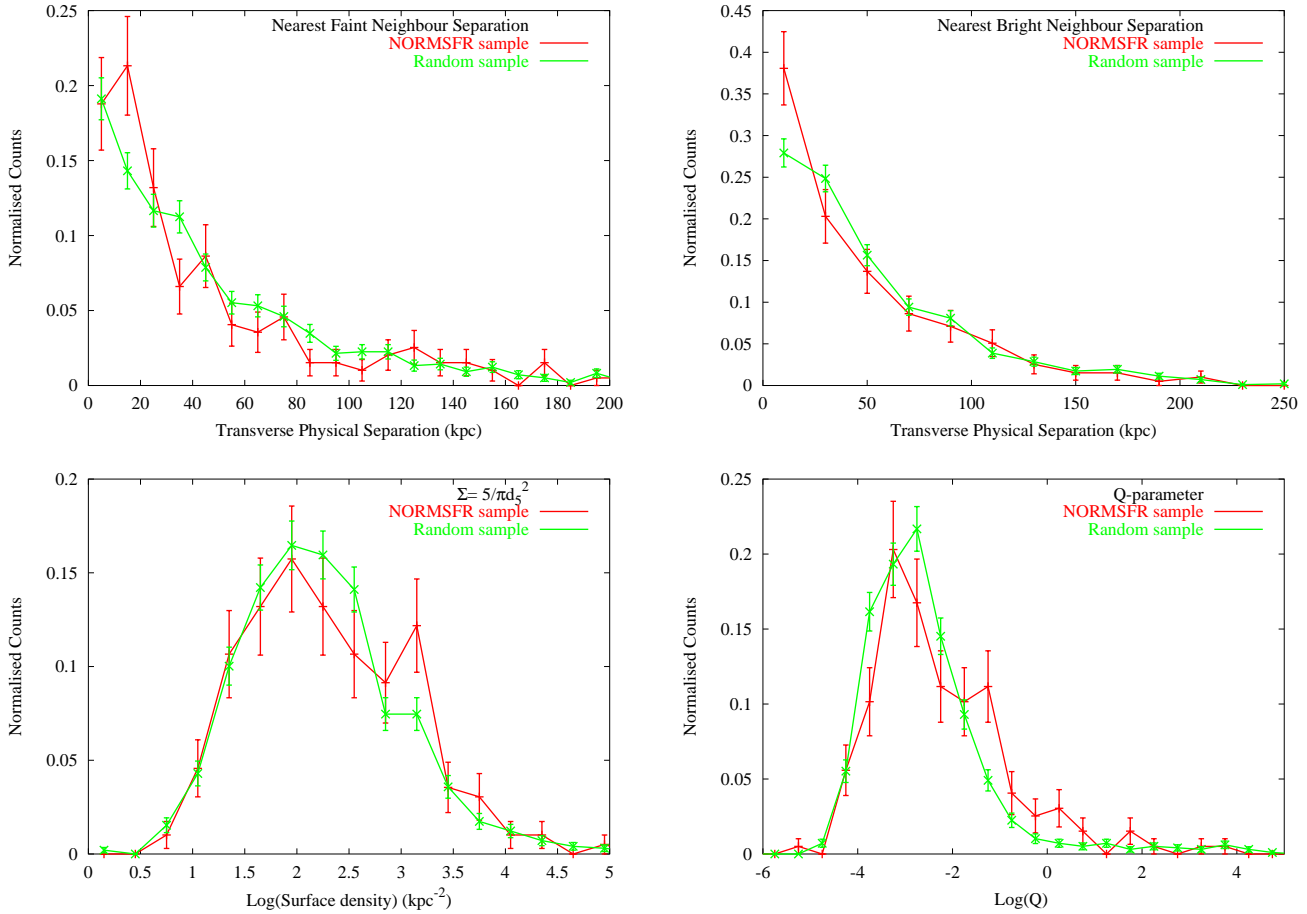 Nearest Faint Neighbour Separation
NORMSFR sample
Random sample
Normalised Counts
0.25
0.2
0.15
0.1
0.05
0
0 20 40 60 80 100 120 140 160 180 200
Transverse Physical Separation (kpc)
Nearest Bright Neighbour Separation
NORMSFR sample
Random sample
Normalised Counts
0.45
0.4
0.35
0.3
0.25
0.2
0.15
0.1
0.05
0
0 50 100 150 200 250
Transverse Physical Separation (kpc)
Σ= 5/πd₅²
NORMSFR sample
Random sample
Normalised Counts
0.2
0.15
0.1
0.05
0
0 0.5 1 1.5 2 2.5 3 3.5 4 4.5 5
Log(Surface density) (kpc⁻²)
Q-parameter
NORMSFR sample
Random sample
Normalised Counts
0.25
0.2
0.15
0.1
0.05
0
-6 -4 -2 0 2 4
Log(Q)